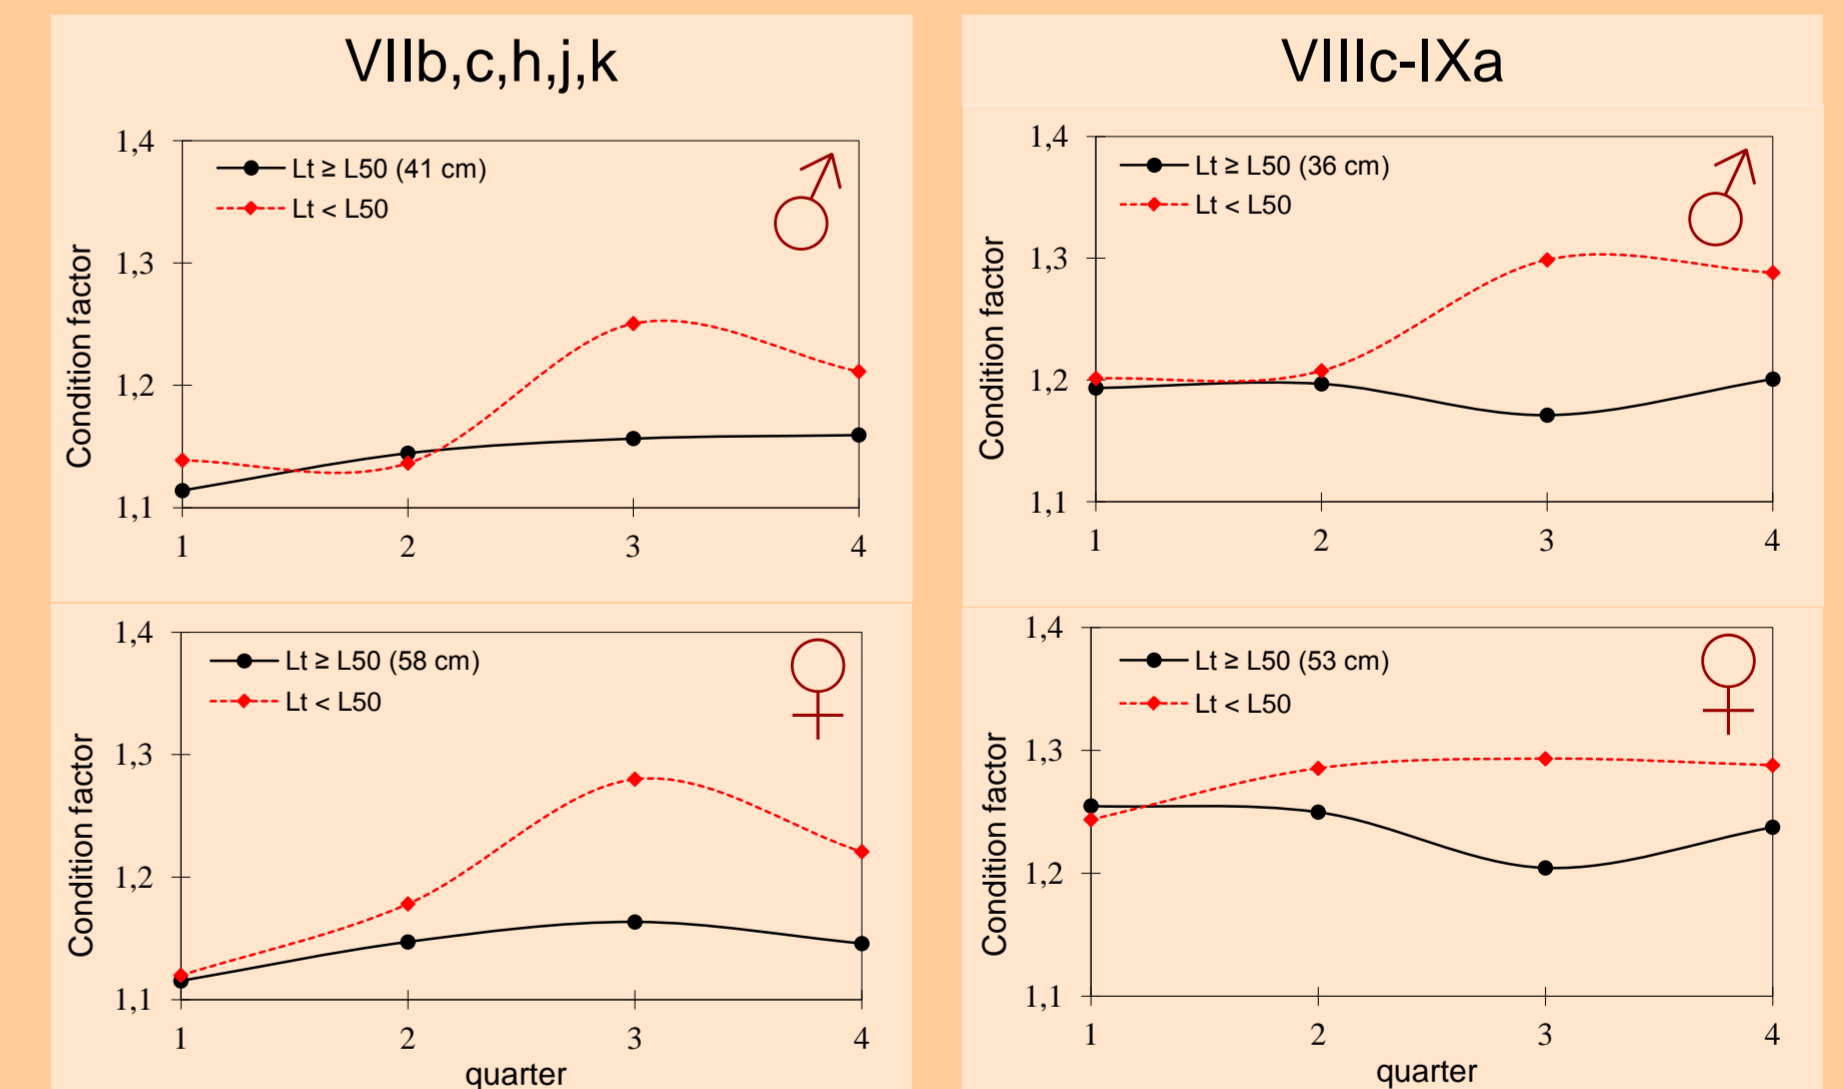 VIIb,c,h,j,k
1,4
1,3
1,2
1,1
Condition factor
Lt ≥ L50 (41 cm)
Lt < L50
1 2 3 4
VIIIc-IXa
1,4
1,3
1,2
1,1
Condition factor
Lt ≥ L50 (36 cm)
Lt < L50
1 2 3 4
1,4
1,3
1,2
1,1
Condition factor
Lt ≥ L50 (58 cm)
Lt < L50
1 2 3 4
quarter
1,4
1,3
1,2
1,1
Condition factor
Lt ≥ L50 (53 cm)
Lt < L50
1 2 3 4
quarter